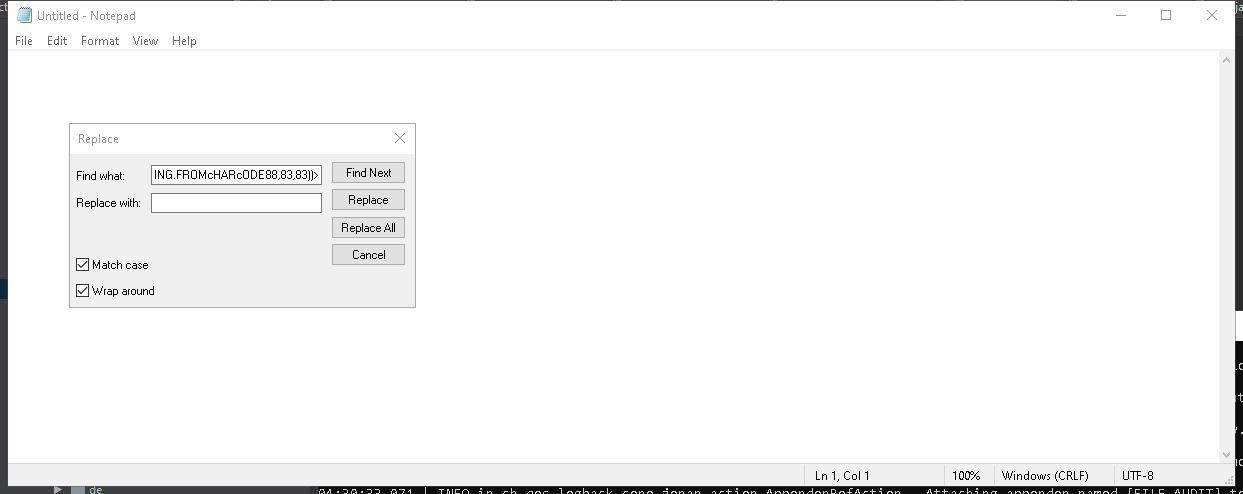 Untitled - Notepad
File Edit Format View Help
Replace
Find what: ING.FROMcHARcODE88,83,83))> Find Next
Replace with: Replace
Replace All
Cancel
Match case
Wrap around
Ln 1, Col 1 100% Windows (CRLF) UTF-8
de